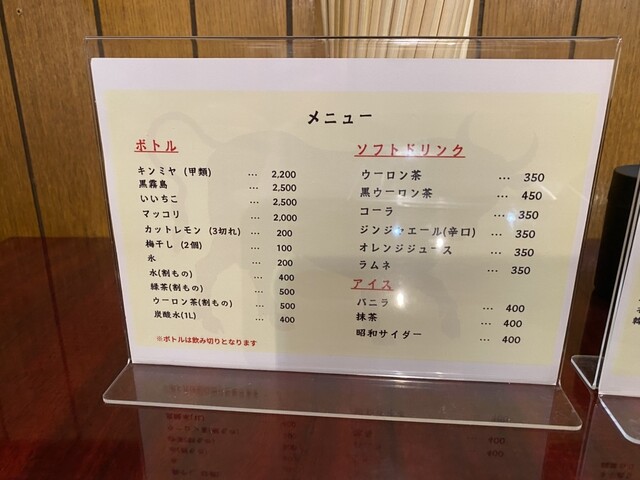 メニュー
ボトル
キンミヤ (甲類) … 2,200
黒霧島 … 2,500
いいちこ … 2,500
マッコリ … 2,000
カットレモン (3切れ) … 200
梅干し (2個) … 100
氷 … 200
水(割もの) … 400
緑茶(割もの) … 500
ウーロン茶(割もの) … 500
炭酸水(1L) … 400
※ボトルは飲み切りとなります
ソフトドリンク
ウーロン茶 … 350
黒ウーロン茶 … 450
コーラ … 350
ジンジャエール(辛口) … 350
オレンジジュース … 350
ラムネ … 350
アイス
バニラ … 400
抹茶 … 400
昭和サイダー … 400